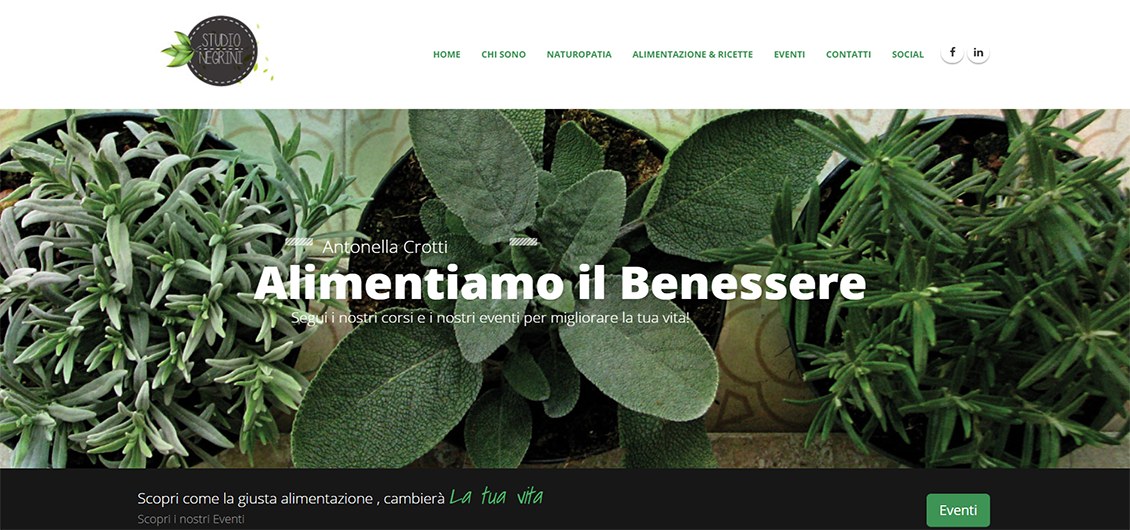 STUDIO
NEGRINI
HOME CHI SONO NATUROPATIA ALIMENTAZIONE & RICETTE EVENTI CONTATTI SOCIAL f in
Antonella Crotti
Alimentiamo il Benessere
Segui i nostri corsi e i nostri eventi per migliorare la tua vita!
Scopri come la giusta alimentazione , cambierà La tua vita
Scopri i nostri Eventi
Eventi